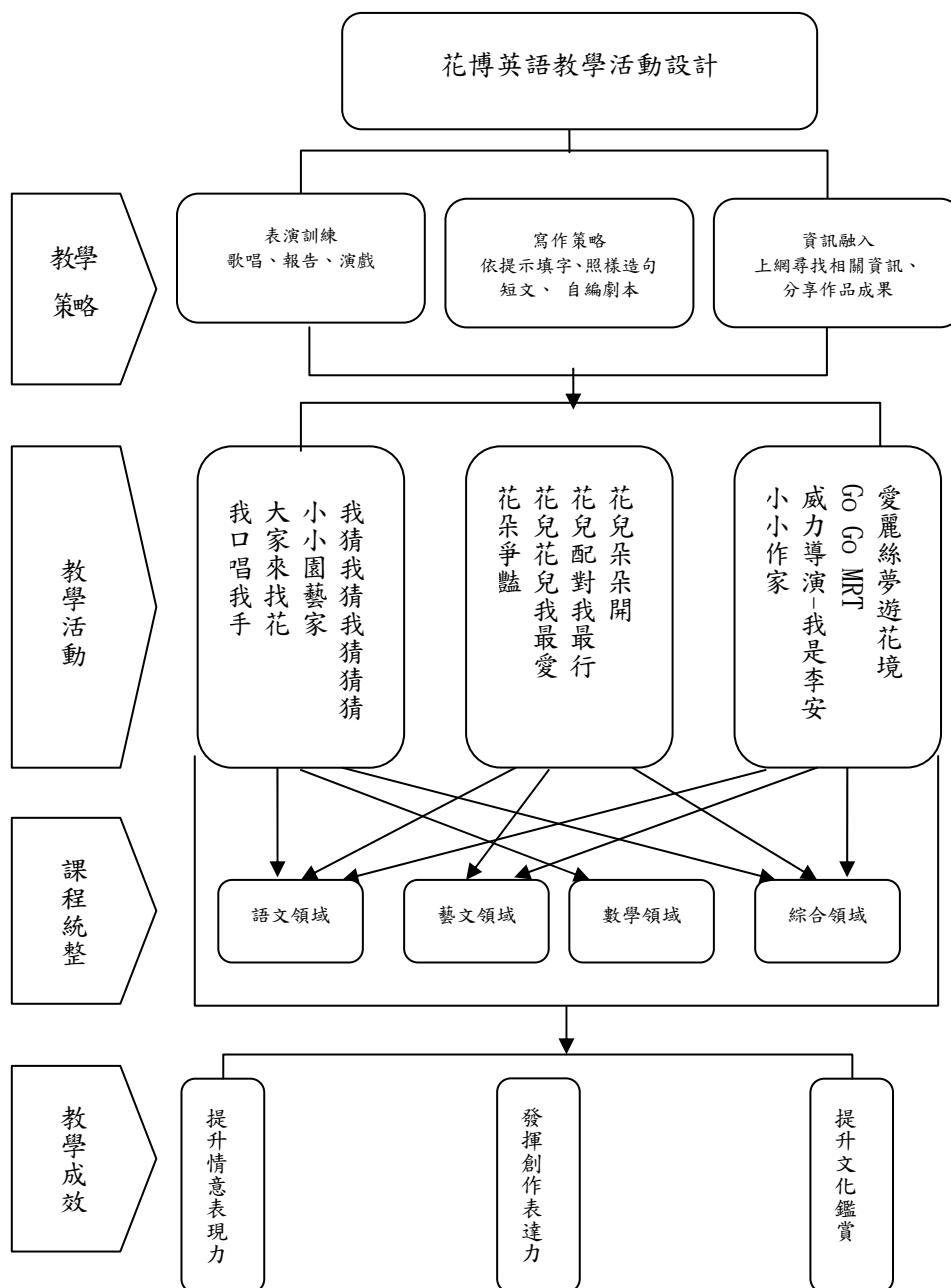 花博英語教學活動設計
教學
策略
表演訓練
歌唱、報告、演戲
寫作策略
依提示填字、照樣造句
短文、 自編劇本
資訊融入
上網尋找相關資訊、
分享作品成果
教學活動
我猜我猜我猜猜猜
小小園藝家
大家來找花
我口唱我手
花兒朵朵開
花兒配對我最行
花兒花兒我最愛
花朵爭豔
愛麗絲夢遊花境
Go Go MRT
威力導演-我是李安
小小作家
課程統整
語文領域
藝文領域
數學領域
綜合領域
教學成效
提升情意表現力
發揮創作表達力
提升文化鑑賞